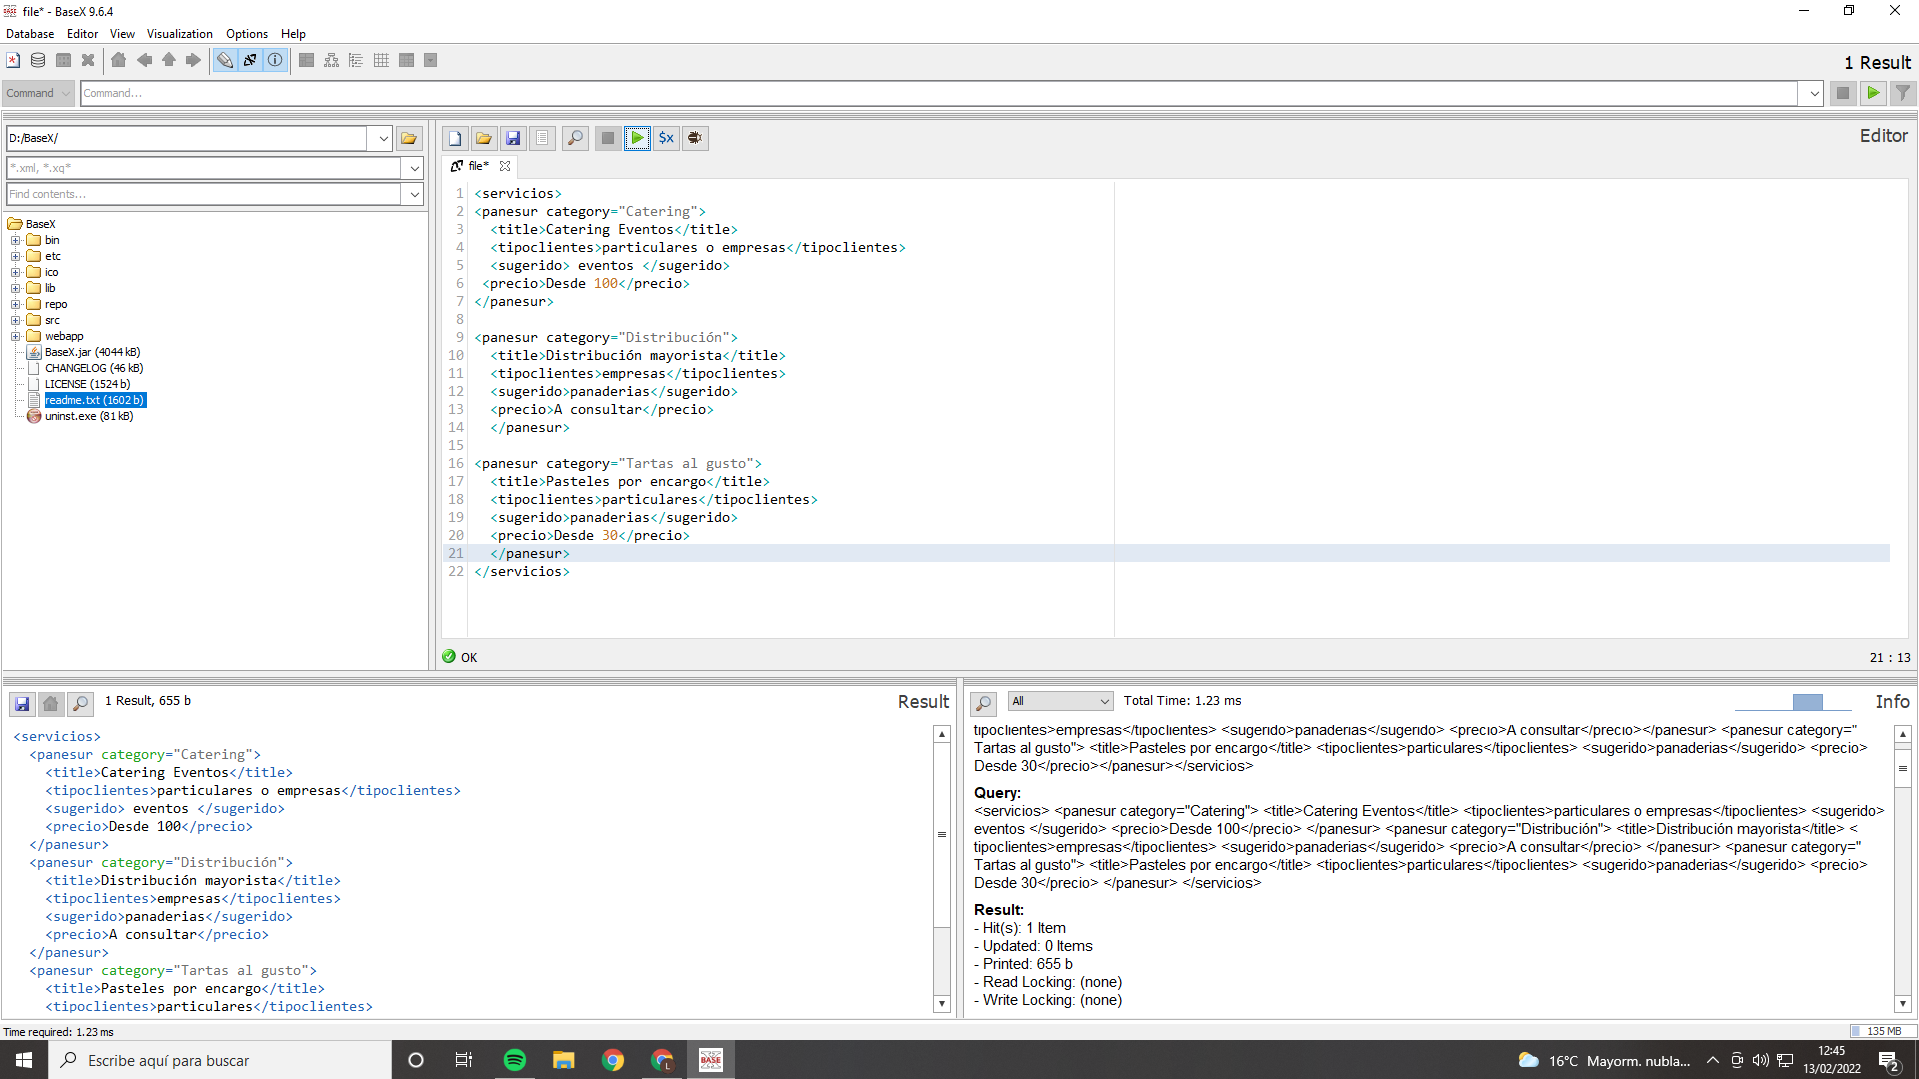 file* - BaseX 9.6.4
Database Editor View Visualization Options Help
1 Result
Command Command...
D:/BaseX/
*.xml, *.xq*
Find contents...
BaseX
bin
etc
ico
lib
repo
src
webapp
BaseX.jar (4044 kB)
CHANGELOG (46 kB)
LICENSE (1524 b)
readme.txt (1602 b)
uninst.exe (81 kB)
$x
Editor
file*
1 <servicios>
2 <panesur category="Catering">
3 <title>Catering Eventos</title>
4 <tipoclientes>particulares o empresas</tipoclientes>
5 <sugerido> eventos </sugerido>
6 <precio>Desde 100</precio>
7 </panesur>
8
9 <panesur category="Distribución">
10 <title>Distribución mayorista</title>
11 <tipoclientes>empresas</tipoclientes>
12 <sugerido>panaderias</sugerido>
13 <precio>A consultar</precio>
14 </panesur>
15
16 <panesur category="Tartas al gusto">
17 <title>Pasteles por encargo</title>
18 <tipoclientes>particulares</tipoclientes>
19 <sugerido>panaderias</sugerido>
20 <precio>Desde 30</precio>
21 </panesur>
22 </servicios>
OK
21 : 13
1 Result, 655 b
Result
<servicios>
<panesur category="Catering">
<title>Catering Eventos</title>
<tipoclientes>particulares o empresas</tipoclientes>
<sugerido> eventos </sugerido>
<precio>Desde 100</precio>
</panesur>
<panesur category="Distribución">
<title>Distribución mayorista</title>
<tipoclientes>empresas</tipoclientes>
<sugerido>panaderias</sugerido>
<precio>A consultar</precio>
</panesur>
<panesur category="Tartas al gusto">
<title>Pasteles por encargo</title>
<tipoclientes>particulares</tipoclientes>
All
Total Time: 1.23 ms
Info
tipoclientes>empresas</tipoclientes> <sugerido>panaderias</sugerido> <precio>A consultar</precio></panesur> <panesur category="
Tartas al gusto"> <title>Pasteles por encargo</title> <tipoclientes>particulares</tipoclientes> <sugerido>panaderias</sugerido> <precio>
Desde 30</precio></panesur></servicios>
Query:
<servicios> <panesur category="Catering"> <title>Catering Eventos</title> <tipoclientes>particulares o empresas</tipoclientes> <sugerido>
eventos </sugerido> <precio>Desde 100</precio> </panesur> <panesur category="Distribución"> <title>Distribución mayorista</title> <
tipoclientes>empresas</tipoclientes> <sugerido>panaderias</sugerido> <precio>A consultar</precio> </panesur> <panesur category="
Tartas al gusto"> <title>Pasteles por encargo</title> <tipoclientes>particulares</tipoclientes> <sugerido>panaderias</sugerido> <precio>
Desde 30</precio> </panesur> </servicios>
Result:
- Hit(s): 1 Item
- Updated: 0 Items
- Printed: 655 b
- Read Locking: (none)
- Write Locking: (none)
Time required: 1.23 ms
135 MB
Escribe aquí para buscar
L
BASE
16°C Mayorm. nubla...
12:45
13/02/2022
2